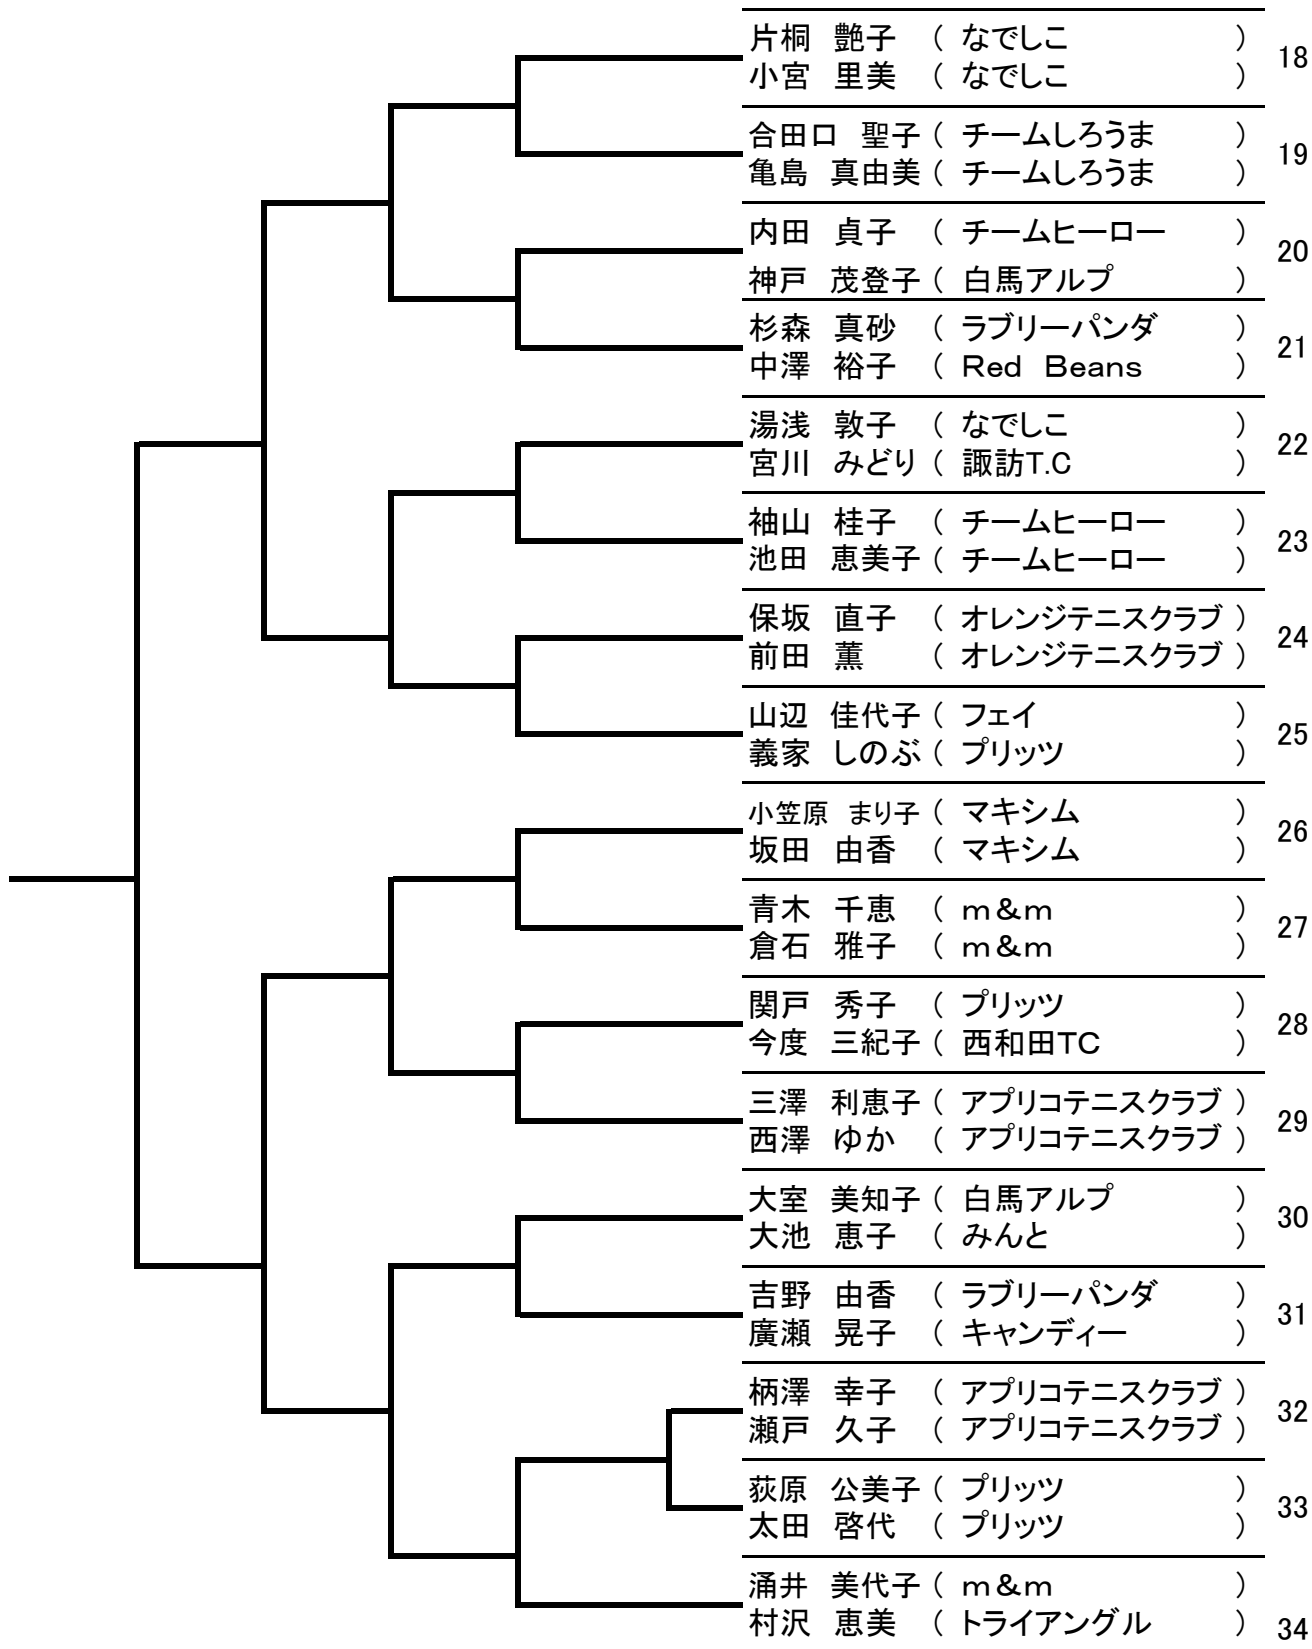 片桐　艶子　（ なでしこ　） 18
小宮　里美　（ なでしこ　）
合田口　聖子（ チームしろうま　） 19
亀島　真由美（ チームしろうま　）
内田　貞子　（ チームヒーロー　） 20
神戸　茂登子（ 白馬アルプ　）
杉森　真砂　（ ラブリーパンダ　） 21
中澤　裕子　（ Red　Beans　）
湯浅　敦子　（ なでしこ　） 22
宮川　みどり（ 諏訪T.C　）
袖山　桂子　（ チームヒーロー　） 23
池田　恵美子（ チームヒーロー　）
保坂　直子　（ オレンジテニスクラブ ） 24
前田　薫　　（ オレンジテニスクラブ ）
山辺　佳代子（ フェイ　） 25
義家　しのぶ（ プリッツ　）
小笠原　まり子（ マキシム　） 26
坂田　由香　（ マキシム　）
青木　千恵　（ m&m　） 27
倉石　雅子　（ m&m　）
関戸　秀子　（ プリッツ　） 28
今度　三紀子（ 西和田TC　）
三澤　利恵子（ アプリコテニスクラブ ） 29
西澤　ゆか　（ アプリコテニスクラブ ）
大室　美知子（ 白馬アルプ　） 30
大池　恵子　（ みんと　）
吉野　由香　（ ラブリーパンダ　） 31
廣瀬　晃子　（ キャンディー　）
柄澤　幸子　（ アプリコテニスクラブ ） 32
瀬戸　久子　（ アプリコテニスクラブ ）
荻原　公美子（ プリッツ　） 33
太田　啓代　（ プリッツ　）
涌井　美代子（ m&m　）
村沢　恵美　（ トライアングル　） 34